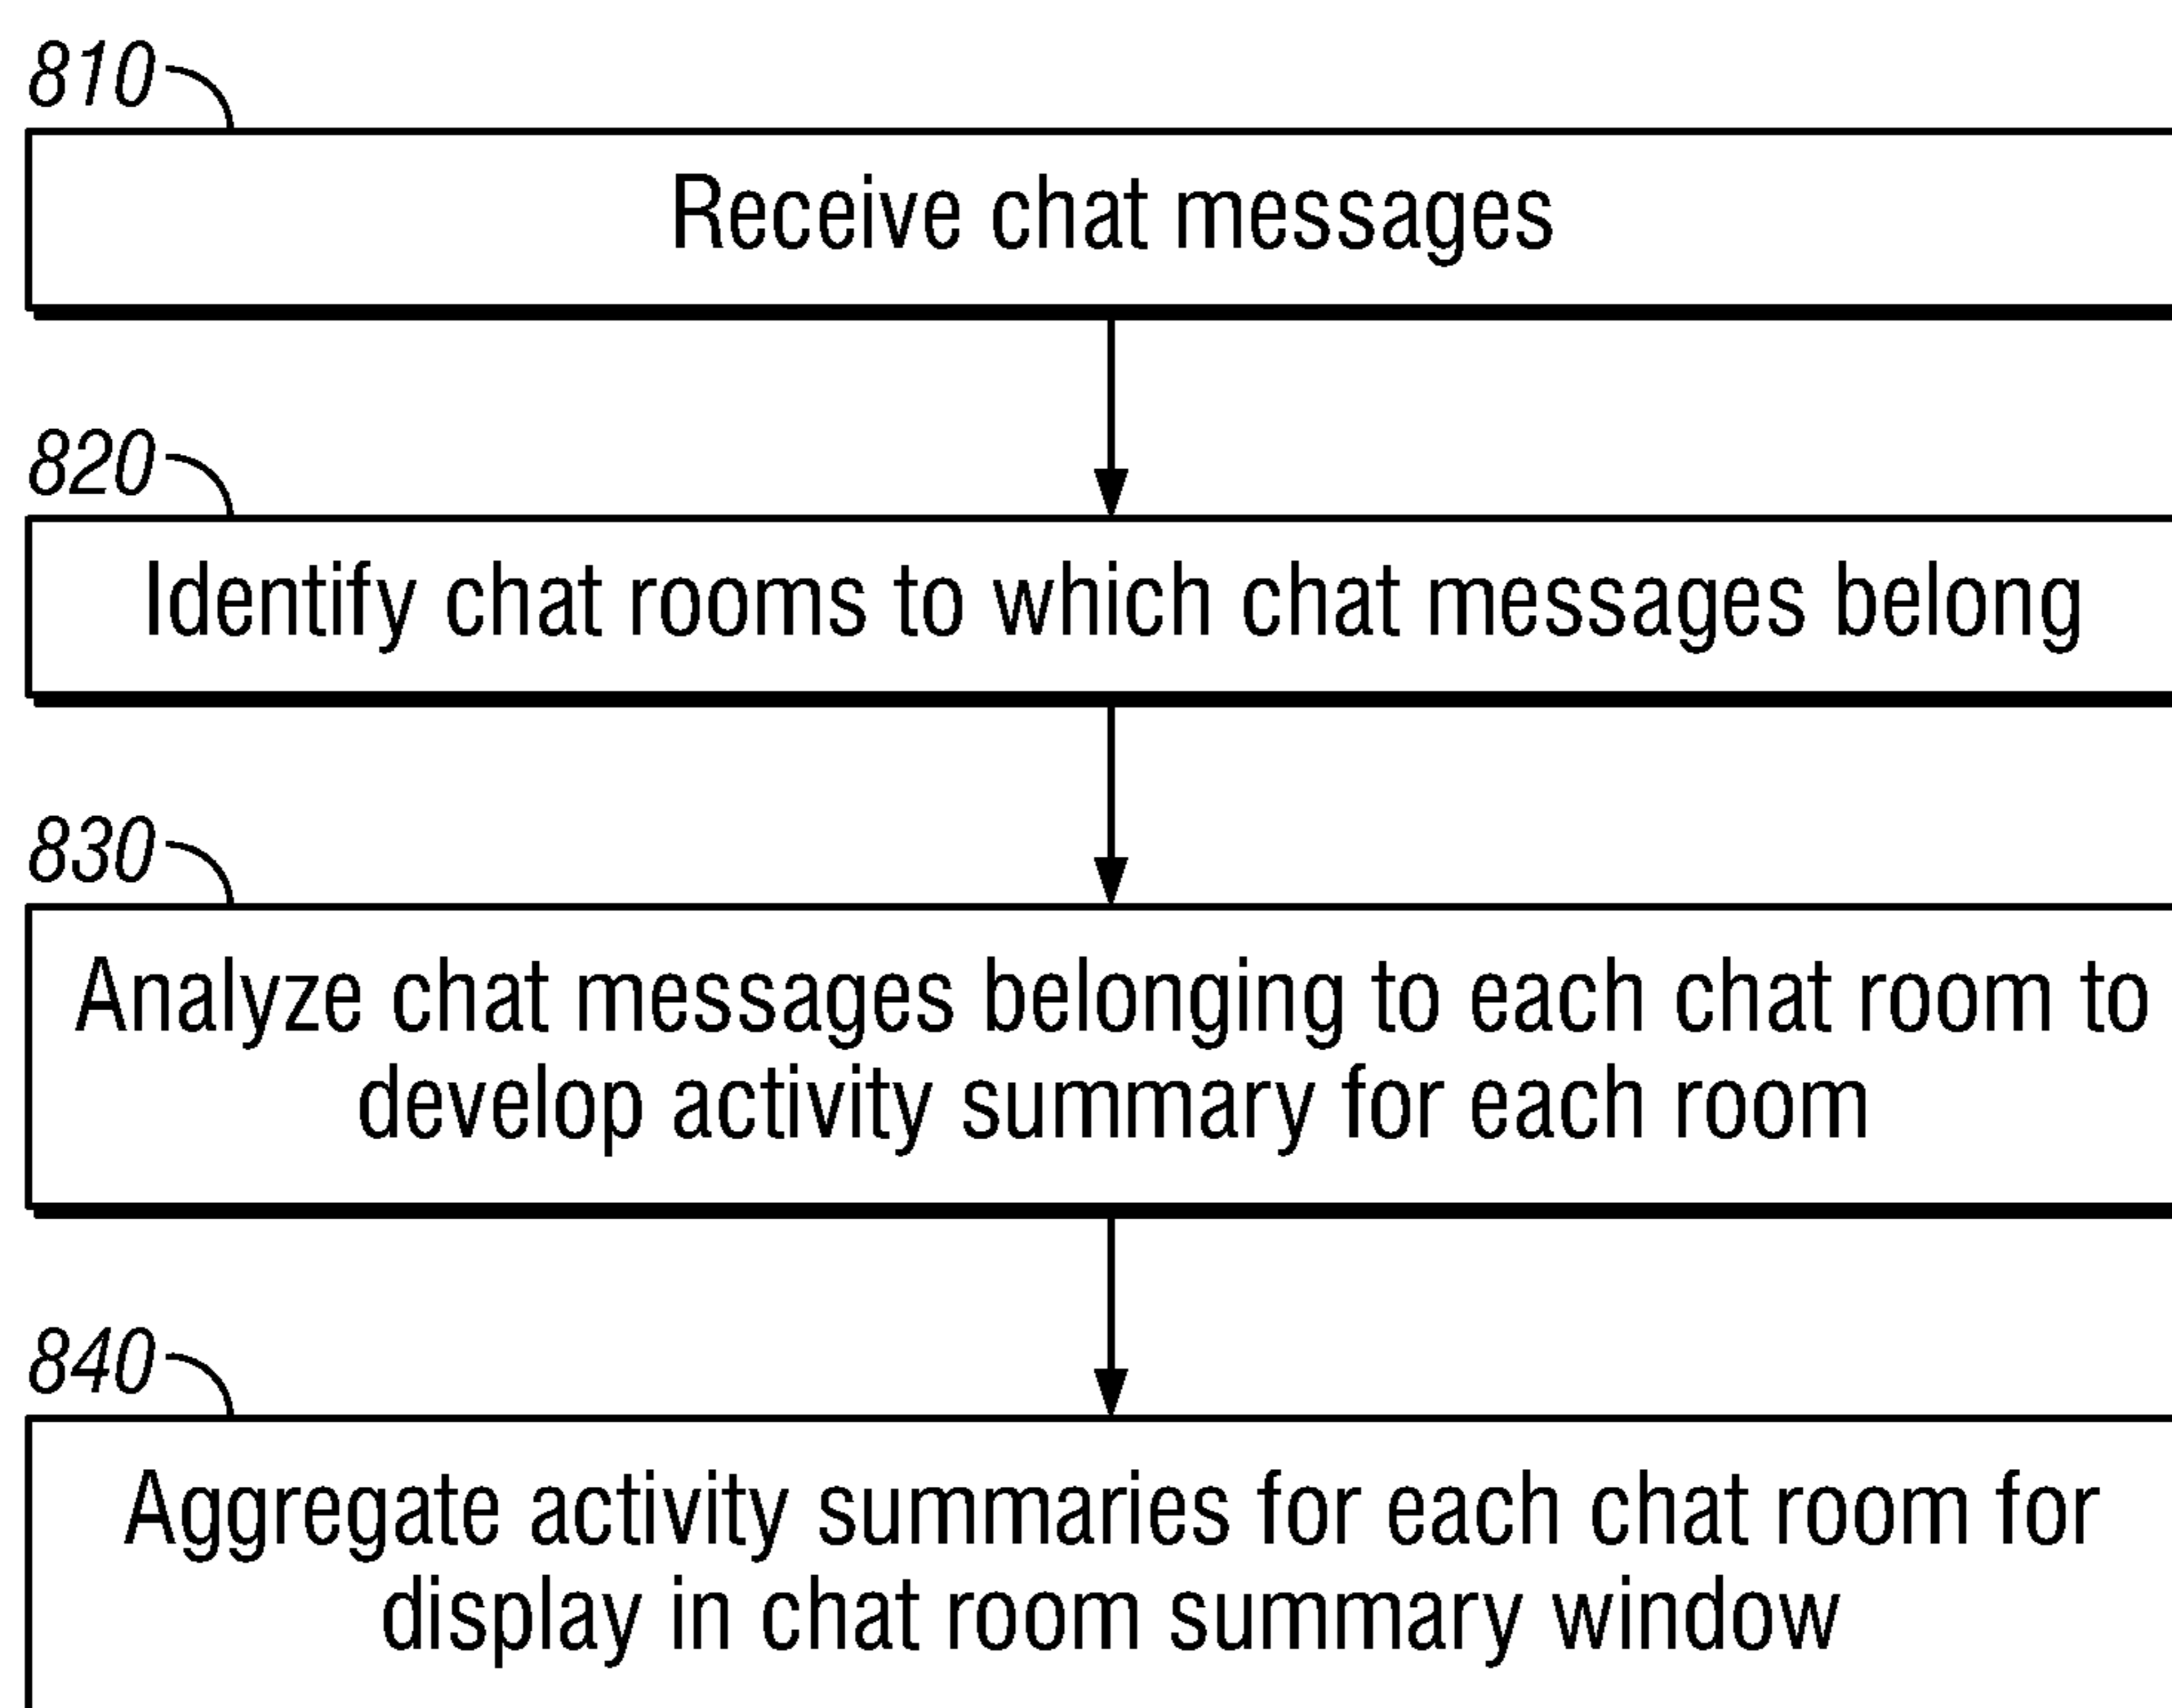 810
Receive chat messages
820
Identify chat rooms to which chat messages belong
830
Analyze chat messages belonging to each chat room to
develop activity summary for each room
840
Aggregate activity summaries for each chat room for
display in chat room summary window